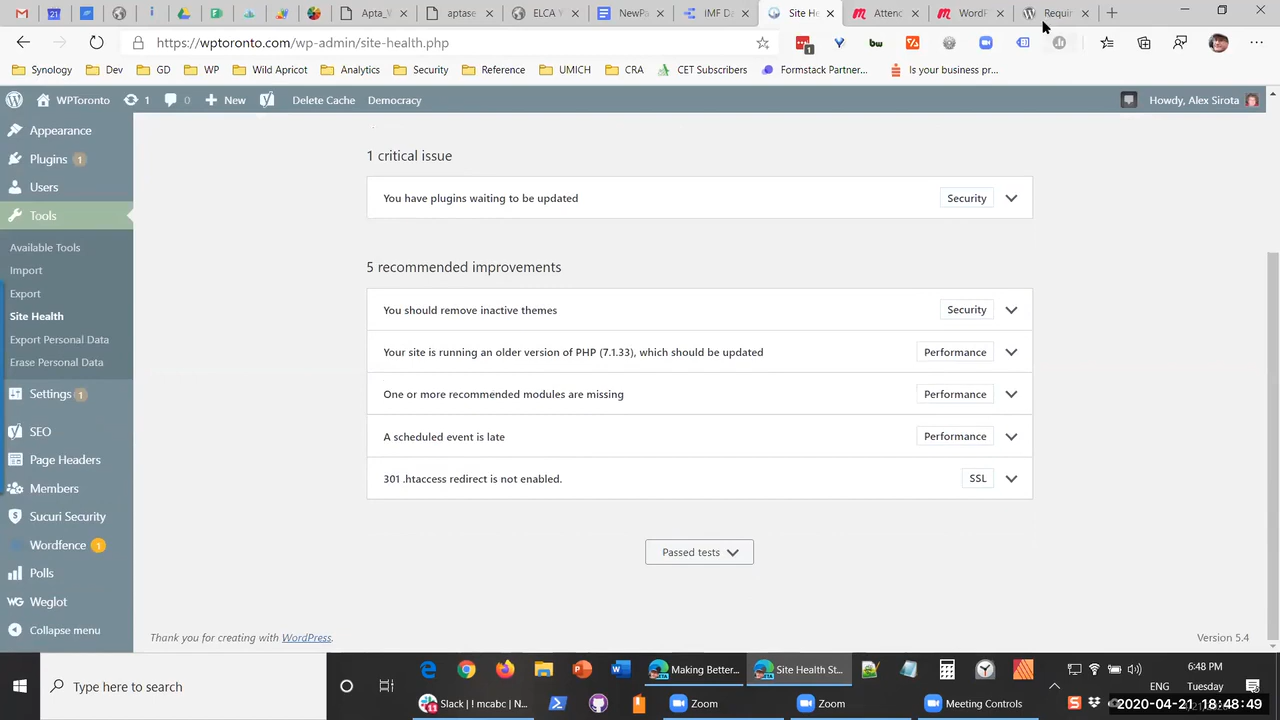 21
Apta_W
aptase
ELCA Y
NewPa
IMF Da
Site He
Attend
WordP
Requir
https://wptoronto.com/wp-admin/site-health.php
1
bw
Synology
Dev
GD
WP
Wild Apricot
Analytics
Security
Reference
UMICH
CRA
CET Subscribers
Formstack Partner...
Is your business pr...
WPToronto
1
0
New
Delete Cache
Democracy
Howdy, Alex Sirota
Appearance
Plugins 1
Users
Tools
Available Tools
Import
Export
Site Health
Export Personal Data
Erase Personal Data
Settings 1
SEO
Page Headers
Members
Sucuri Security
Wordfence 1
Polls
Weglot
Collapse menu
1 critical issue
You have plugins waiting to be updated
Security
5 recommended improvements
You should remove inactive themes
Security
Your site is running an older version of PHP (7.1.33), which should be updated
Performance
One or more recommended modules are missing
Performance
A scheduled event is late
Performance
301 .htaccess redirect is not enabled.
SSL
Passed tests
Thank you for creating with WordPress.
Version 5.4
Type here to search
Making Better...
Site Health St...
Slack | ! mcabc | N...
Zoom
Zoom
Meeting Controls
6:48 PM
ENG
Tuesday
2020-04-21 18:48:49